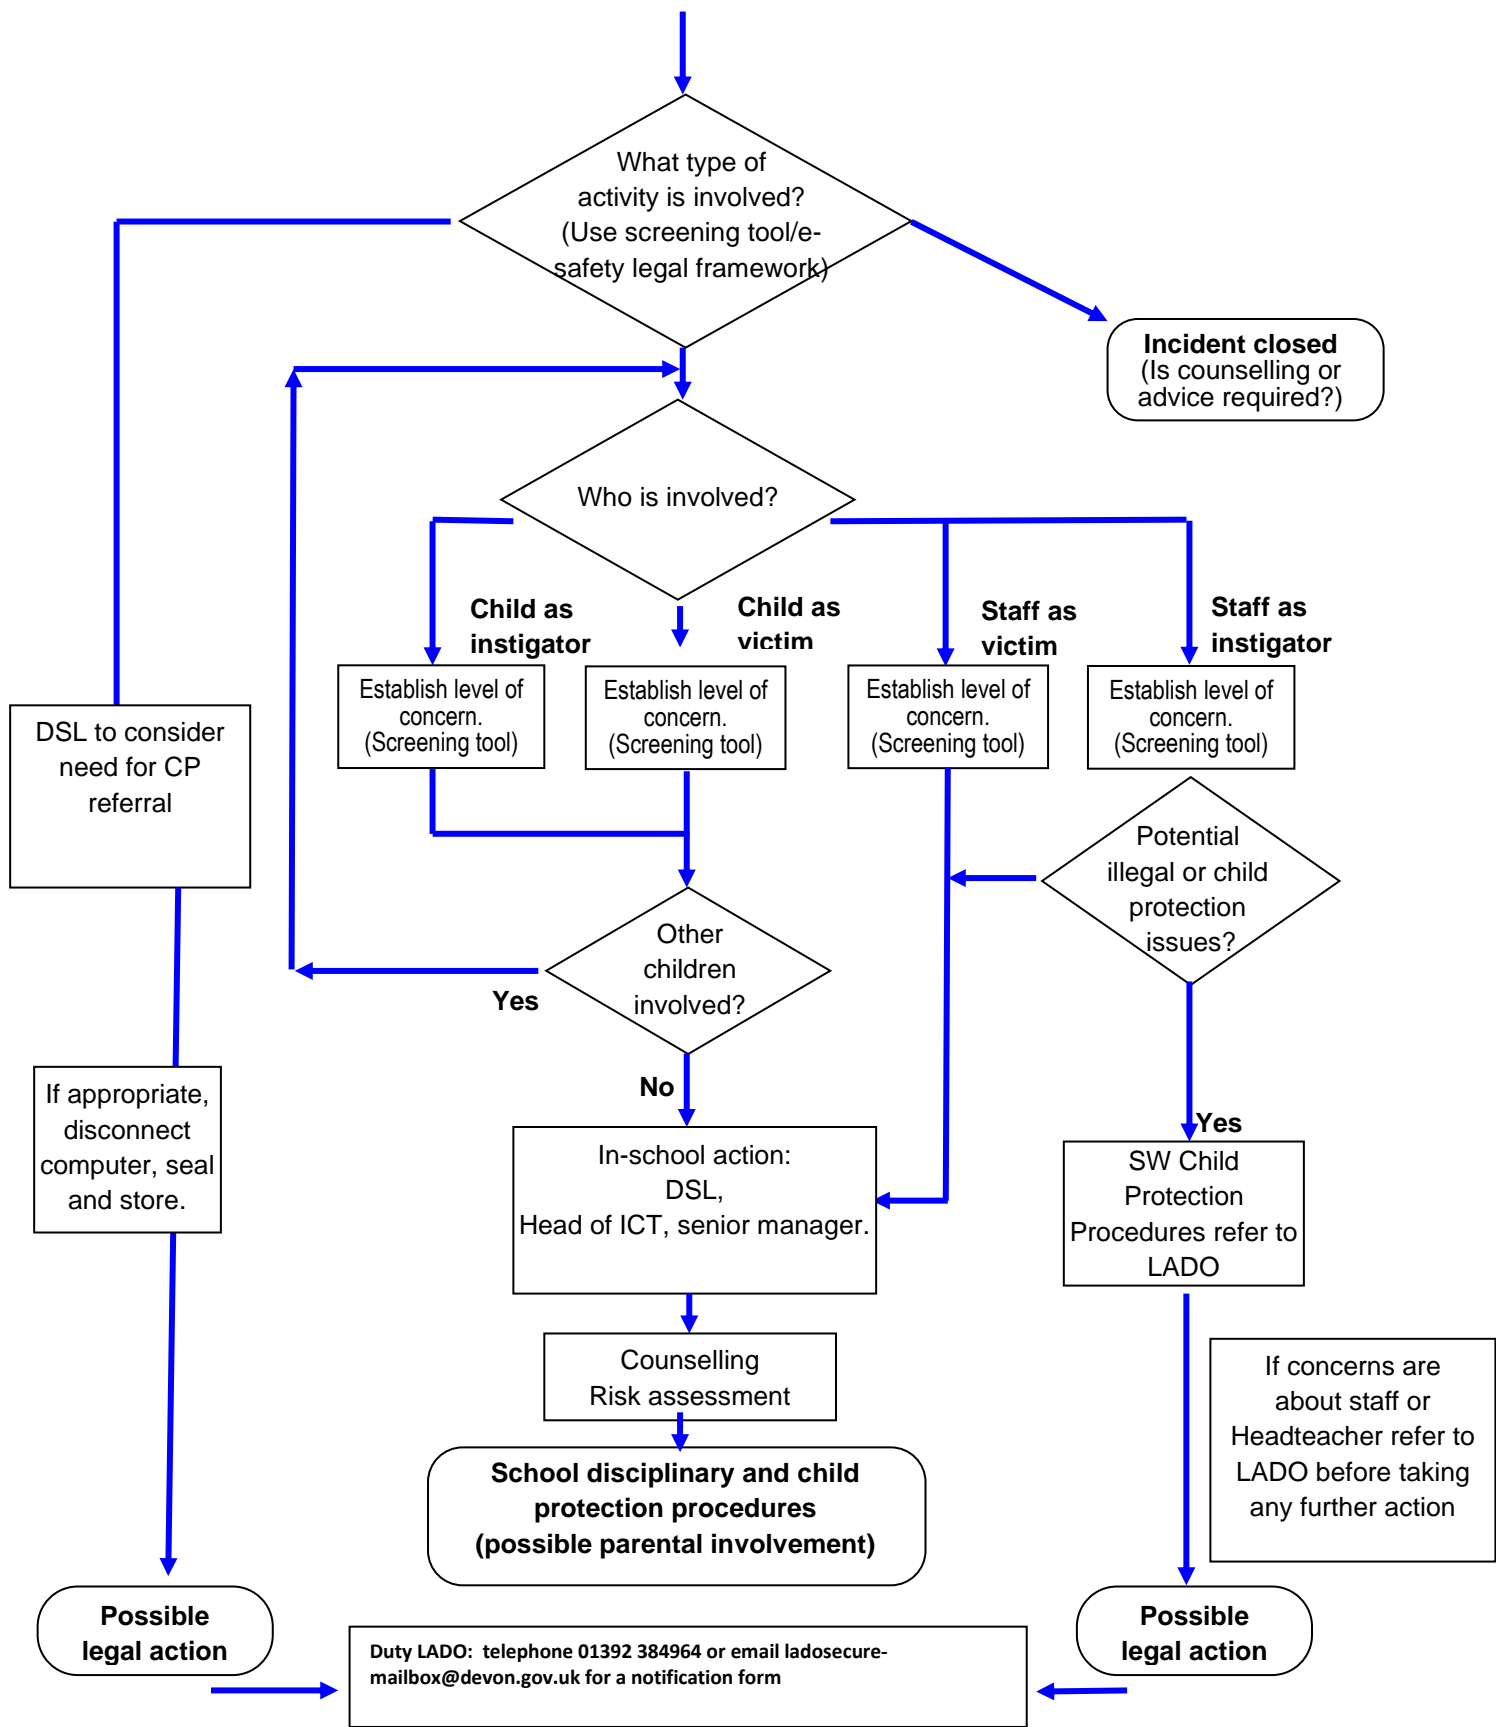 What type of
activity is involved?
(Use screening tool/e-
safety legal framework)
Incident closed
(Is counselling or
advice required?)
Who is involved?
Child as
instigator
Child as
victim
Staff as
victim
Staff as
instigator
Establish level of
concern.
(Screening tool)
Establish level of
concern.
(Screening tool)
Establish level of
concern.
(Screening tool)
Establish level of
concern.
(Screening tool)
DSL to consider
need for CP
referral
Potential
illegal or child
protection
issues?
Other
children
involved?
Yes
No
If appropriate,
disconnect
computer, seal
and store.
Yes
In-school action:
DSL,
Head of ICT, senior manager.
SW Child
Protection
Procedures refer to
LADO
Counselling
Risk assessment
If concerns are
about staff or
Headteacher refer to
LADO before taking
any further action
School disciplinary and child
protection procedures
(possible parental involvement)
Possible
legal action
Possible
legal action
Duty LADO: telephone 01392 384964 or email ladosecure-
mailbox@devon.gov.uk for a notification form